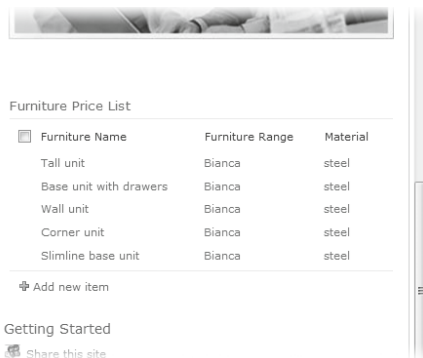 Furniture Price List
Furniture Name Furniture Range Material
Tall unit Bianca steel
Base unit with drawers Bianca steel
Wall unit Bianca steel
Corner unit Bianca steel
Slimline base unit Bianca steel
Add new item
Getting Started
Share this site